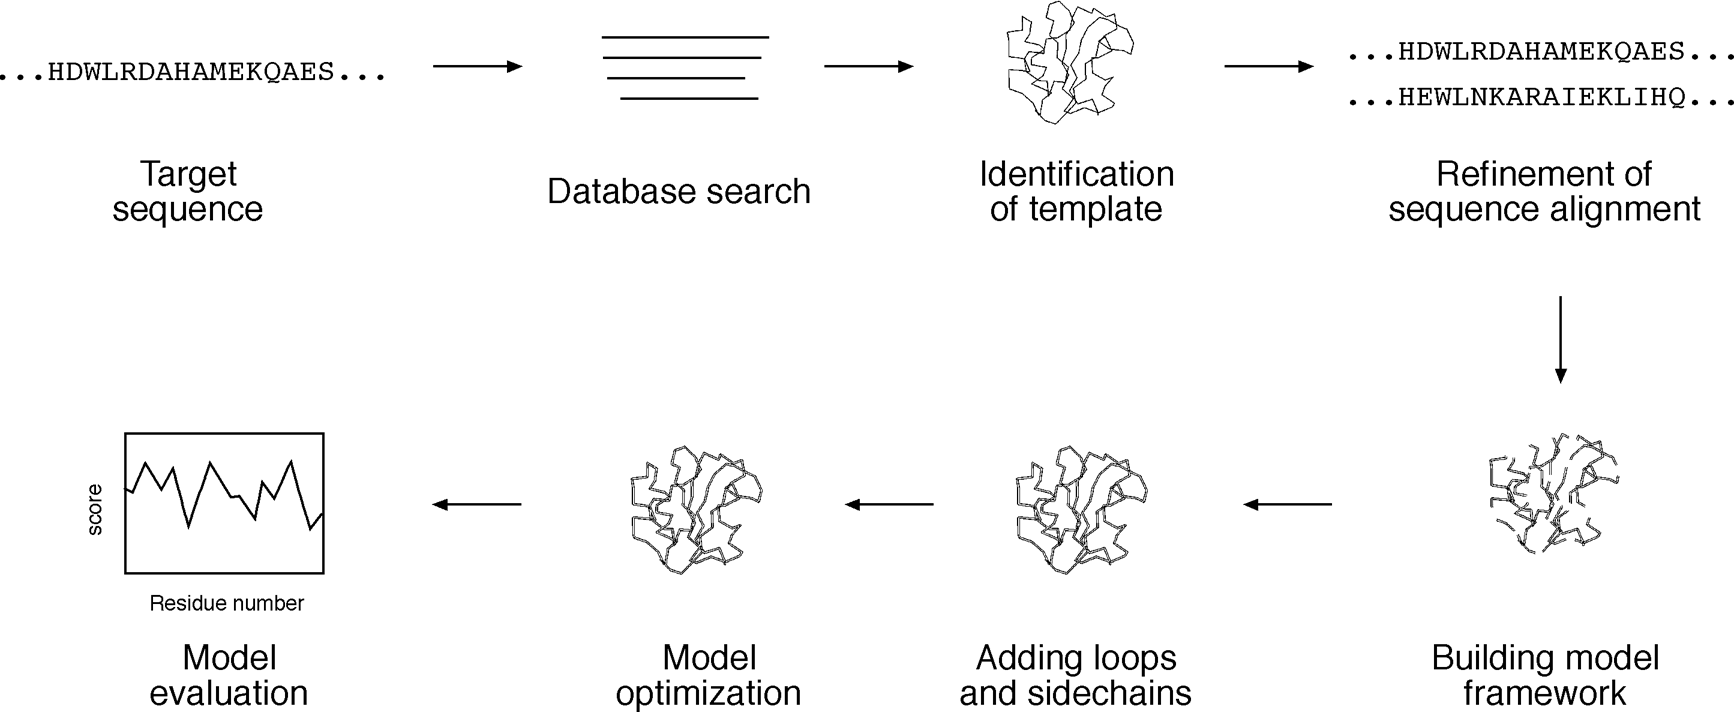 ...HDWLRDAHAMEKQAES...
Target
sequence
Database search
Identification
of template
...HDWLRDAHAMEKQAES...
...HEWLNKARAIEKLIHQ...
Refinement of
sequence alignment
score
Residue number
Model
evaluation
Model
optimization
Adding loops
and sidechains
Building model
framework